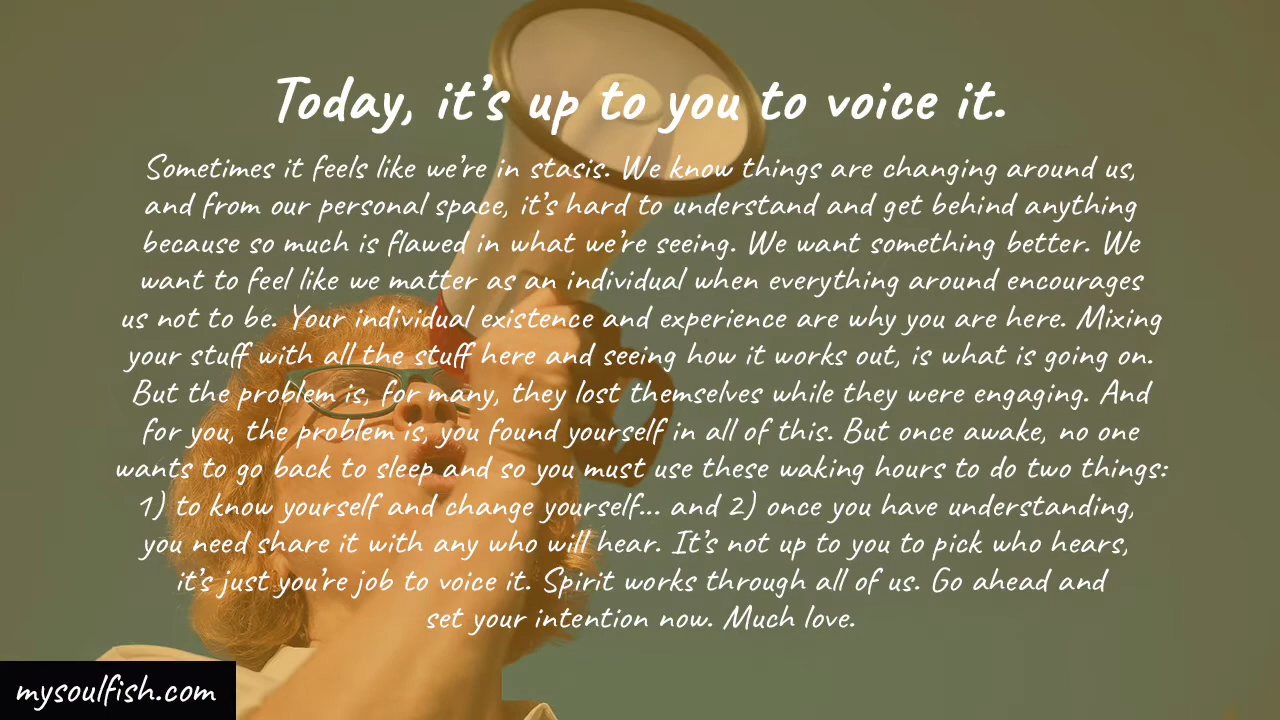 Today, it's up to you to voice it.
Sometimes it feels like we're in stasis. We know things are changing around us,
and from our personal space, it's hard to understand and get behind anything
because so much is flawed in what we're seeing. We want something better. We
want to feel like we matter as an individual when everything around encourages
us not to be. Your individual existence and experience are why you are here. Mixing
your stuff with all the stuff here and seeing how it works out, is what is going on.
But the problem is, for many, they lost themselves while they were engaging. And
for you, the problem is, you found yourself in all of this. But once awake, no one
wants to go back to sleep and so you must use these waking hours to do two things:
1) to know yourself and change yourself... and 2) once you have understanding,
you need share it with any who will hear. It's not up to you to pick who hears,
it's just you're job to voice it. Spirit works through all of us. Go ahead and
set your intention now. Much love.
mysoulfish.com